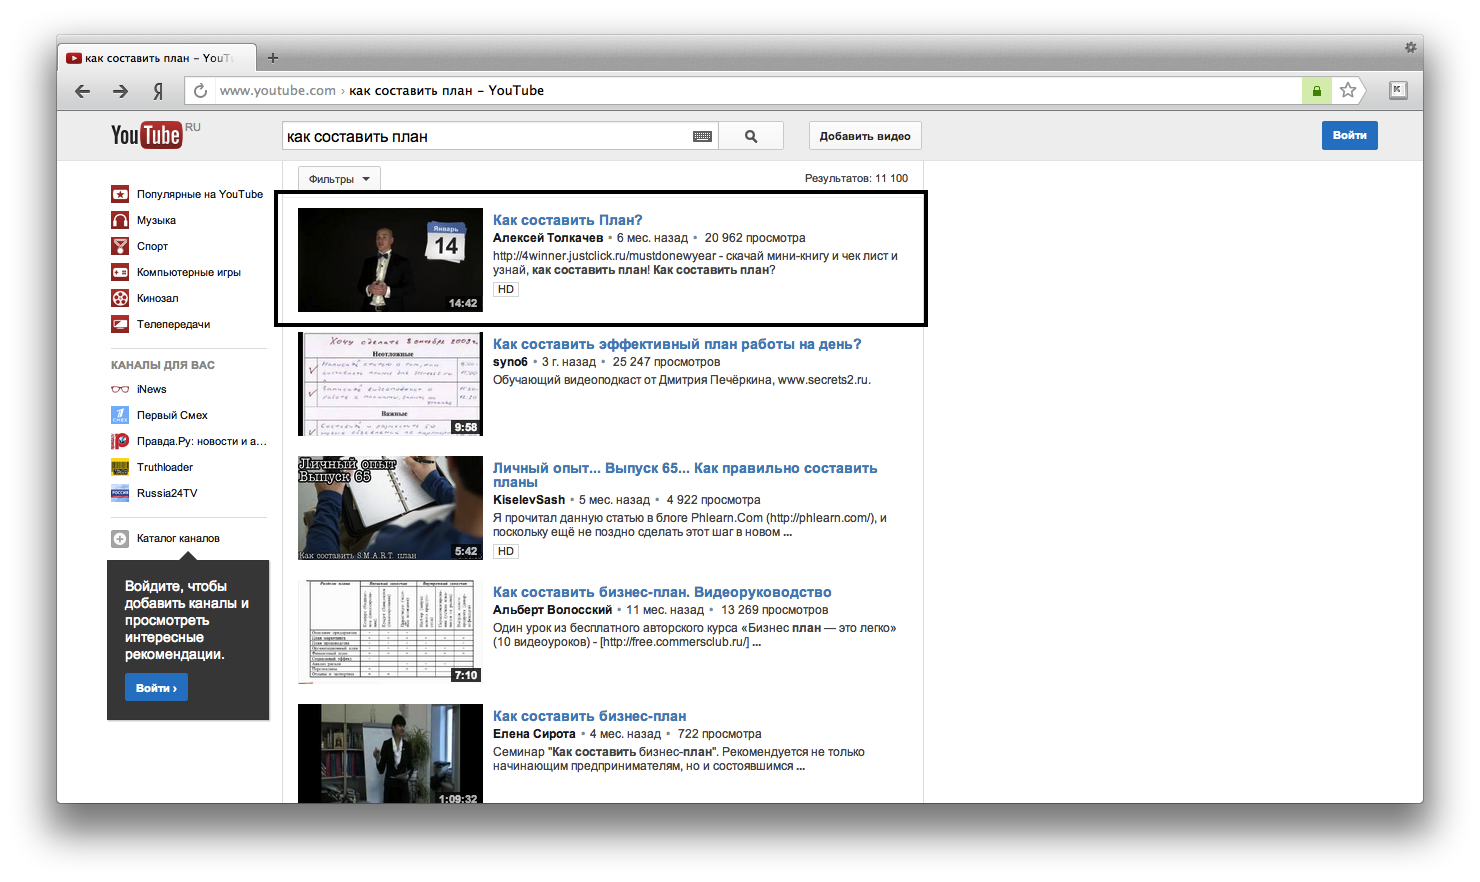 как составить план – YouT
www.youtube.com › как составить план – YouTube
YouTube RU
как составить план
Добавить видео
Войти
Фильтры
Результатов: 11 100
Популярные на YouTube
Музыка
Спорт
Компьютерные игры
Кинозал
Телепередачи
КАНАЛЫ ДЛЯ ВАС
iNews
Первый Смех
Правда.Ру: новости и а...
Truthloader
Russia24TV
Каталог каналов
Войдите, чтобы
добавить каналы и
просмотреть
интересные
рекомендации.
Войти ›
Январь
14
14:42
Как составить План?
Алексей Толкачев • 6 мес. назад • 20 962 просмотра
http://4winner.justclick.ru/mustdonewyear - скачай мини-книгу и чек лист и
узнай, как составить план! Как составить план?
HD
Хочу сделать 8 октября 2009г.
Неотложные
Важные
9:58
Как составить эффективный план работы на день?
syno6 • 3 г. назад • 25 247 просмотров
Обучающий видеоподкаст от Дмитрия Печёркина, www.secrets2.ru.
Личный опыт
Выпуск 65
Как составить S.M.A.R.T. план
5:42
Личный опыт... Выпуск 65... Как правильно составить
планы
KiselevSash • 5 мес. назад • 4 922 просмотра
Я прочитал данную статью в блоге Phlearn.Com (http://phlearn.com/), и
поскольку ещё не поздно сделать этот шаг в новом ...
HD
7:10
Как составить бизнес-план. Видеоруководство
Альберт Волосский • 11 мес. назад • 13 269 просмотров
Один урок из бесплатного авторского курса «Бизнес план — это легко»
(10 видеоуроков) - [http://free.commersclub.ru/] ...
1:09:32
Как составить бизнес-план
Елена Сирота • 4 мес. назад • 722 просмотра
Семинар "Как составить бизнес-план". Рекомендуется не только
начинающим предпринимателям, но и состоявшимся ...